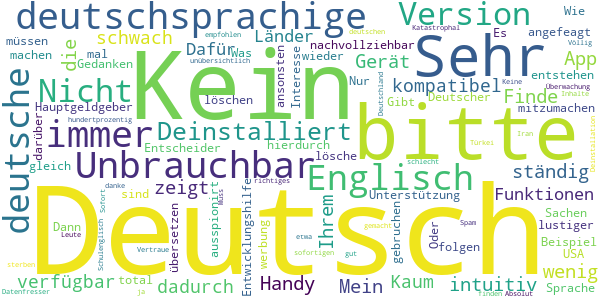 deutschsprachige
empfohlen
Katastrophal
deutschen
Version
Wie
Völlig
müssen
machen
die
mal
schwach
Gedanken
Dafür
Was
unübersichtlich
Länder
ansonsten
Interesse
wieder
nachvollziehbar
Nur
Gerät
Kein
Sehr
Es
angefeagt
entstehen
App
Nicht
Hauptgeldgeber
hundertprozentig
löschen
Deutschland
kompatibel
Gibt
Deutscher
Keine
Finde
Überwachung
mitzumachen
Inhalte
deutsche
darüber
immer
Entscheider
Deinstalliert
hierdurch
lösche
bitte
Türkei
Iran
Deinstallation
gleich
Unbrauchbar
Englisch
schlecht
ständig
Deutsch
zeigt
sind
danke
Sofort
Schulenglisch
übersetzen
ausspioniert
Muss
richtiges
Entwicklungshilfe
Ihrem
Unterstützung
gebruchen
Oder
Funktionen
Sachen
lustiger
Dann
Leute
werbung
etwa
gemacht
Spam
folgen
Beispiel
USA
sterben
verfügbar
total
Vertraue
dadurch
Handy
sofortigen
Mein
gut
Kaum
intuitiv
wenig
Sprache
Datenfresser
ja
finden
Absolut